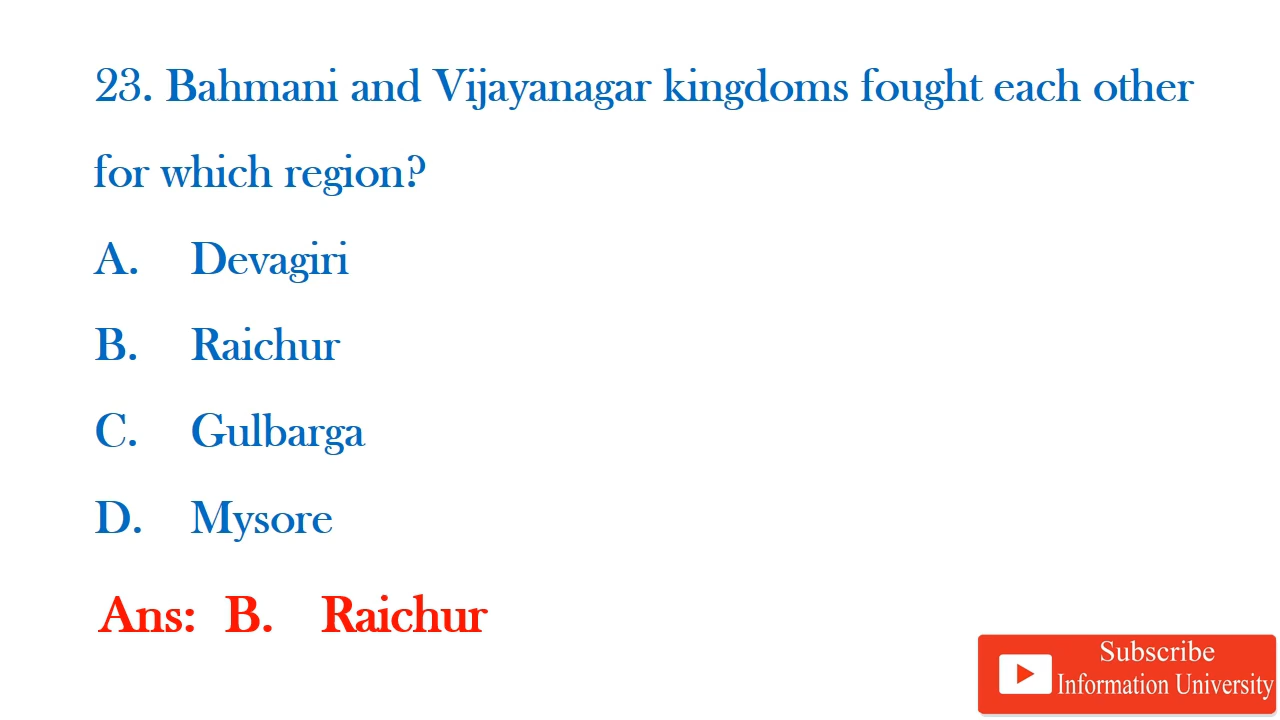 23. Bahmani and Vijayanagar kingdoms fought each other
for which region?
A. Devagiri
B. Raichur
C. Gulbarga
D. Mysore
Ans: B. Raichur
Subscribe
Information University